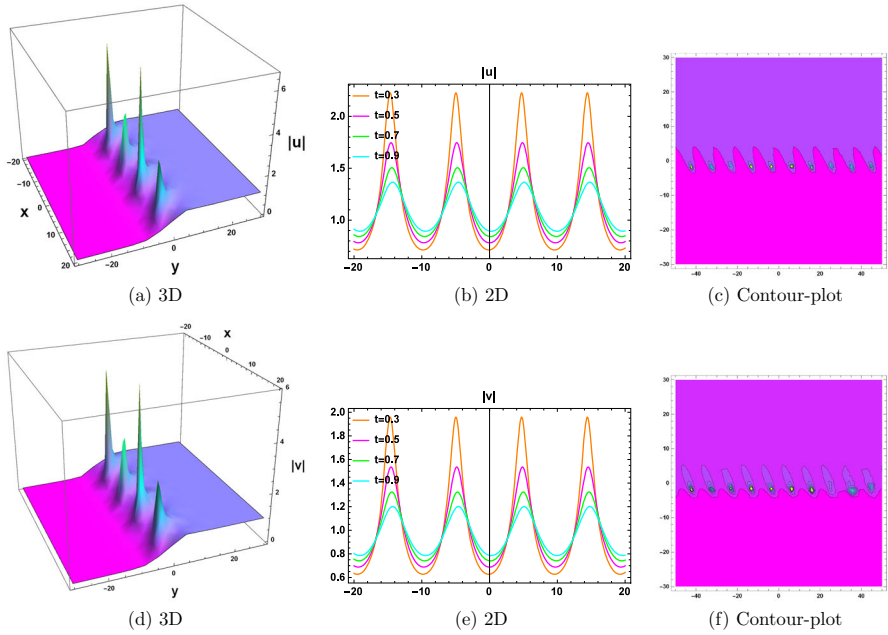 6
4
|u|
2
0
−20
−10
x
0
10
20
−20
0
20
y
(a) 3D
|u|
t=0.3
t=0.5
t=0.7
t=0.9
2.0
1.5
1.0
−20 −10 0 10 20
(b) 2D
30
20
10
0
−10
−20
−30
−40 −20 0 20 40
(c) Contour-plot
−20
−10
x
0
10
20
6
4
|v|
2
0
−20
0
20
y
(d) 3D
|v|
t=0.3
t=0.5
t=0.7
t=0.9
2.0
1.8
1.6
1.4
1.2
1.0
0.8
0.6
−20 −10 0 10 20
(e) 2D
30
20
10
0
−10
−20
−30
−40 −20 0 20 40
(f) Contour-plot